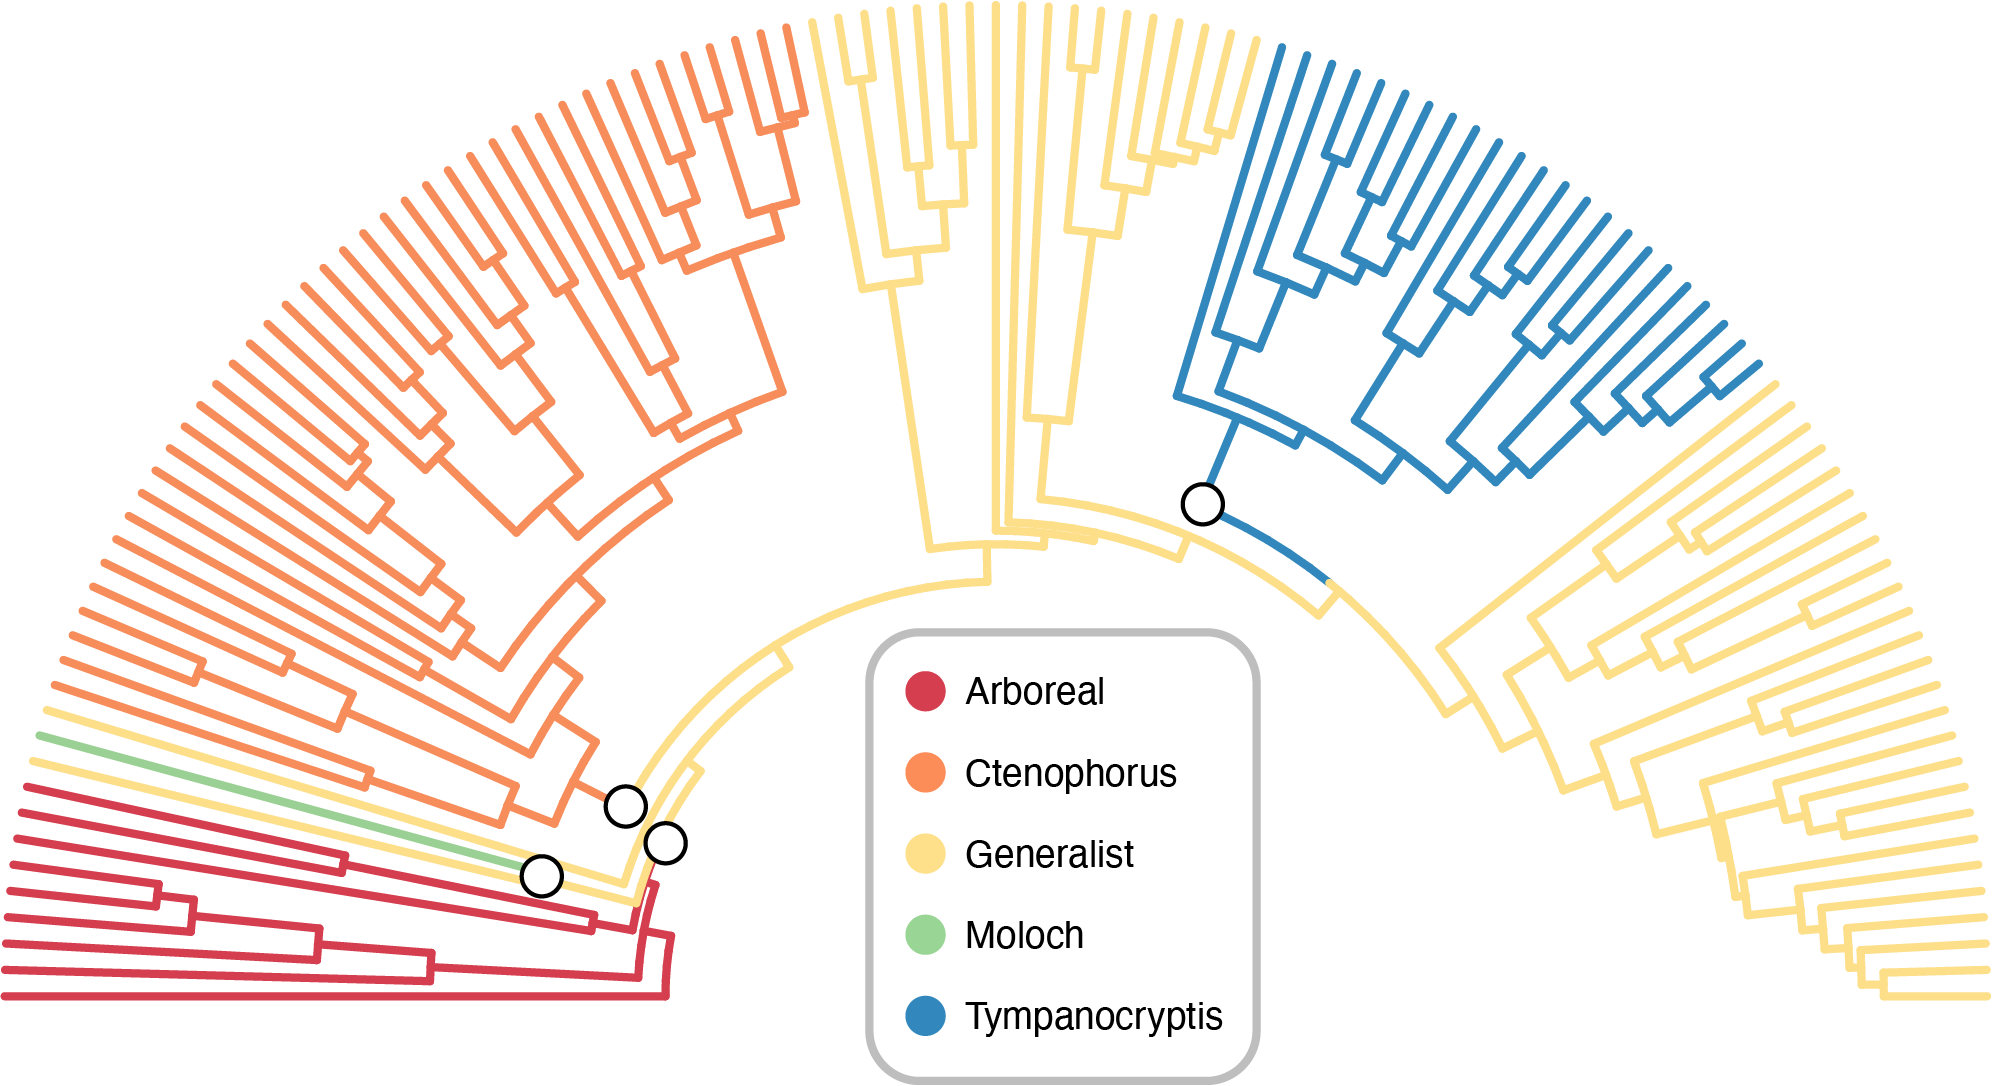 Arboreal
Ctenophorus
Generalist
Moloch
Tympanocryptis